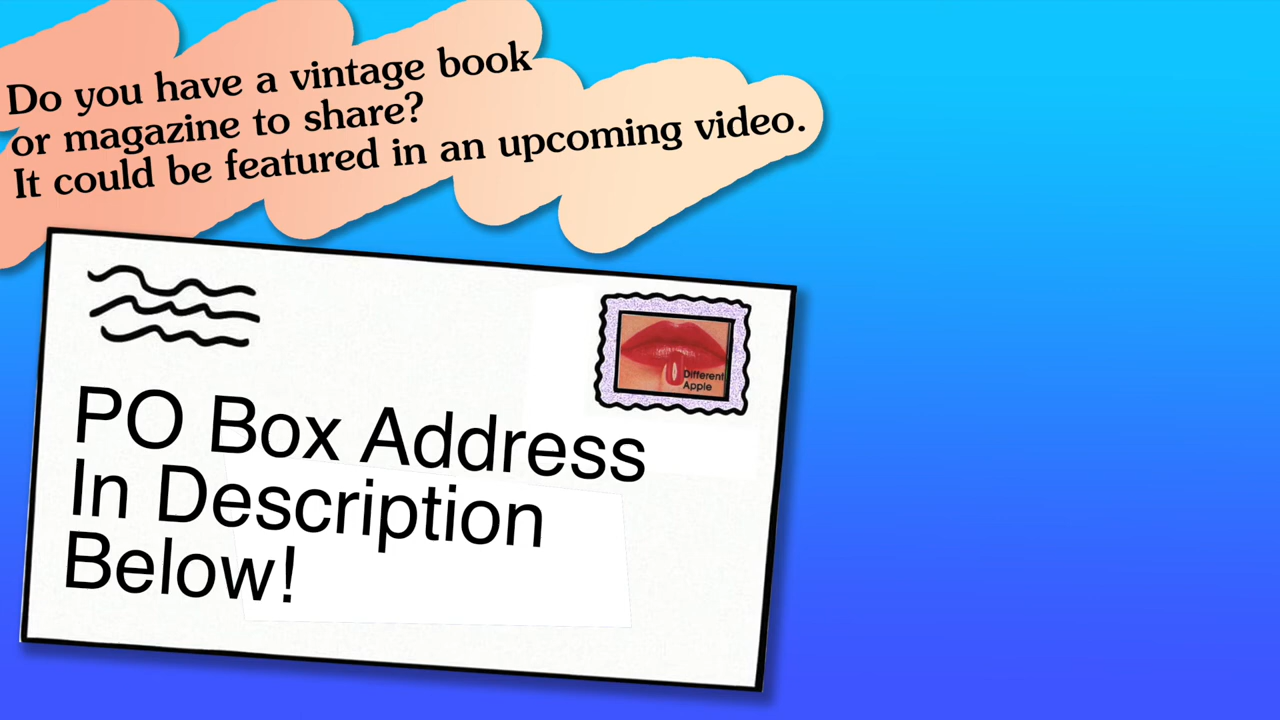 Do you have a vintage book
or magazine to share?
It could be featured in an upcoming video.
Different
Apple
PO Box Address
In Description
Below!